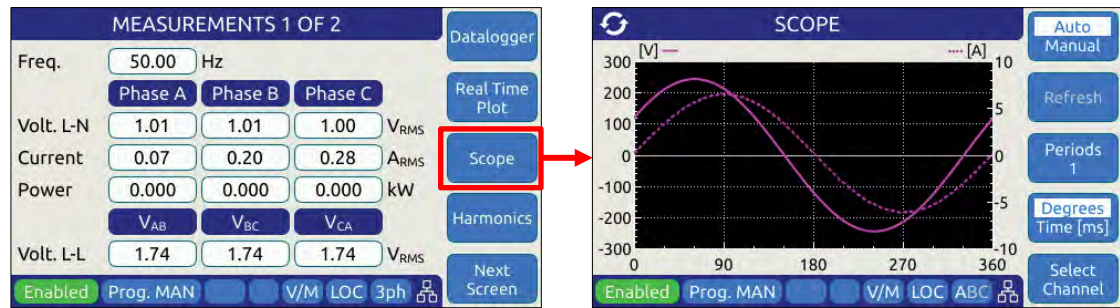 MEASUREMENTS 1 OF 2
Datalogger
Freq. 50.00 Hz
Phase A Phase B Phase C
Real Time
Plot
Volt. L-N 1.01 1.01 1.00 VRMS
Current 0.07 0.20 0.28 ARMS
Scope
Power 0.000 0.000 0.000 kW
VAB VBC VCA
Harmonics
Volt. L-L 1.74 1.74 1.74 VRMS
Next
Screen
Enabled Prog. MAN V/M LOC 3ph
SCOPE
Auto
Manual
[V] [A]
300 10
200
Refresh
5
100
Periods
1
0 0
-100
-5
-200
Degrees
Time [ms]
-300 -10
0 90 180 270 360
Select
Channel
Enabled Prog. MAN V/M LOC ABC